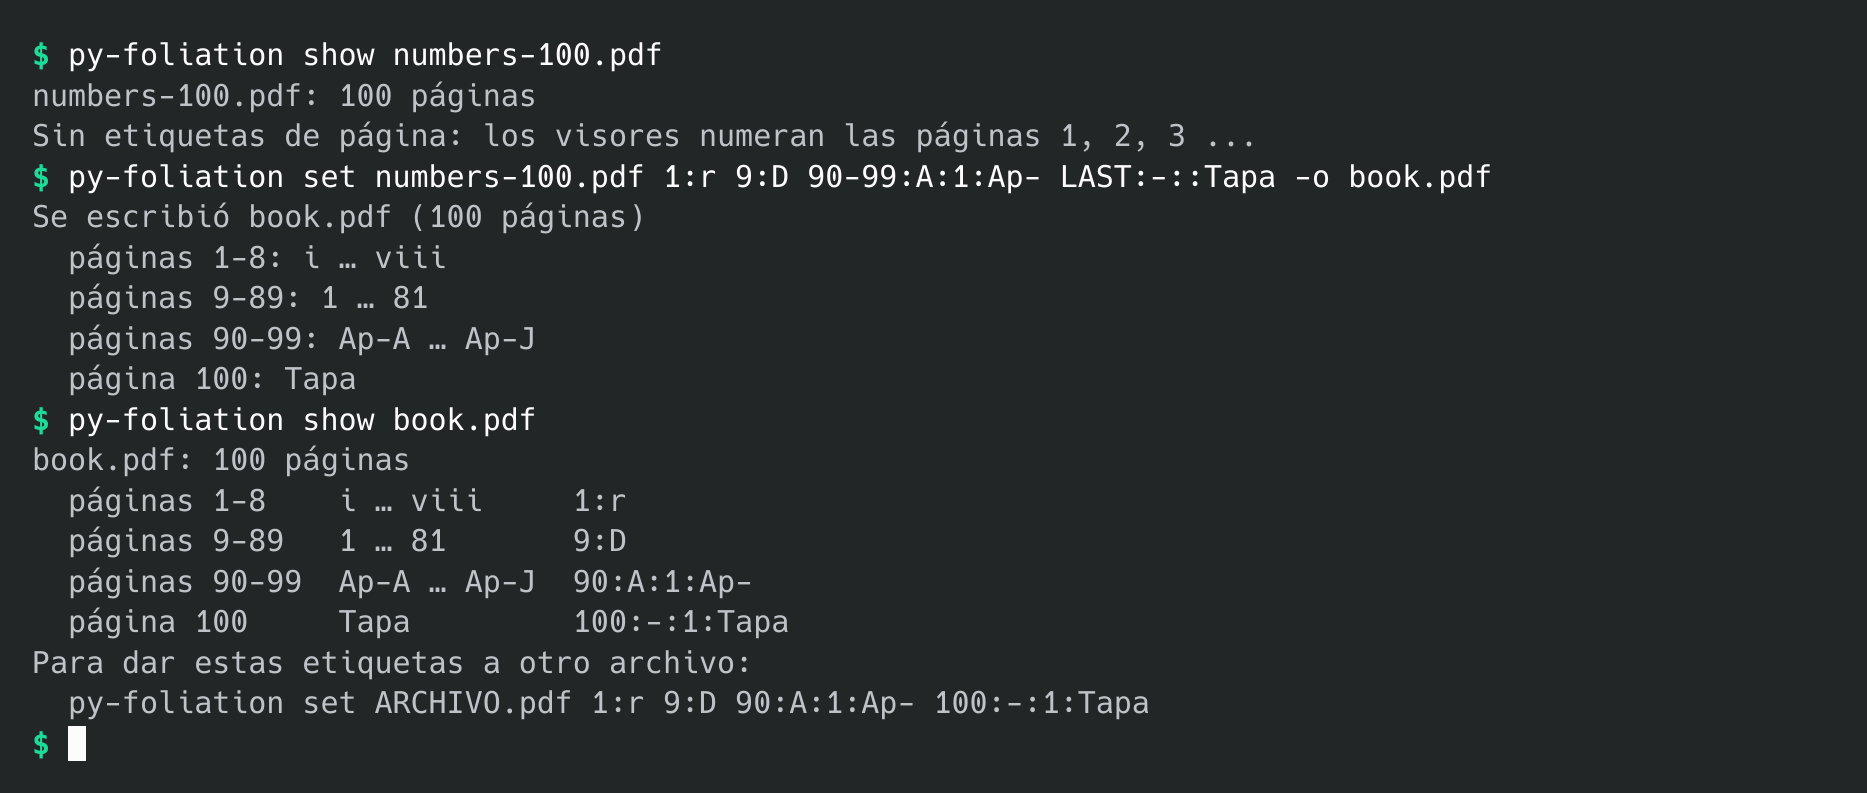 $ py-foliation show numbers-100.pdf
numbers-100.pdf: 100 páginas
Sin etiquetas de página: los visores numeran las páginas 1, 2, 3 ...
$ py-foliation set numbers-100.pdf 1:r 9:D 90-99:A:1:Ap- LAST:-::Tapa -o book.pdf
Se escribió book.pdf (100 páginas)
  páginas 1-8: i … viii
  páginas 9-89: 1 … 81
  páginas 90-99: Ap-A … Ap-J
  página 100: Tapa
$ py-foliation show book.pdf
book.pdf: 100 páginas
  páginas 1-8    i … viii     1:r
  páginas 9-89   1 … 81       9:D
  páginas 90-99  Ap-A … Ap-J  90:A:1:Ap-
  página 100     Tapa         100:-:1:Tapa
Para dar estas etiquetas a otro archivo:
  py-foliation set ARCHIVO.pdf 1:r 9:D 90:A:1:Ap- 100:-:1:Tapa
$